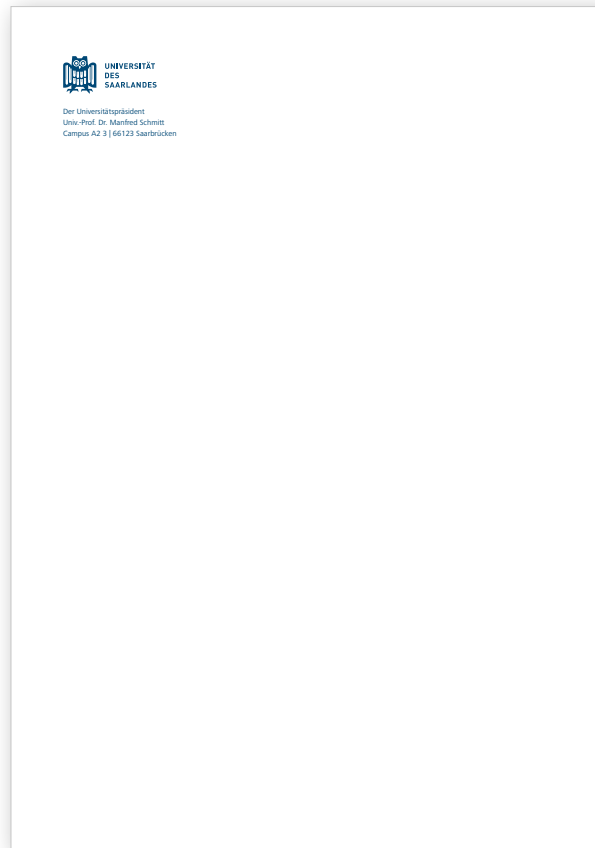 UNIVERSITÄT
DES
SAARLANDES
Der Universitätspräsident
Univ.-Prof. Dr. Manfred Schmitt
Campus A2 3 | 66123 Saarbrücken